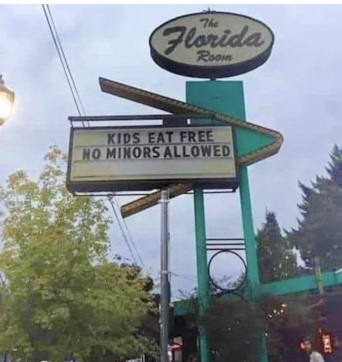 The
Florida
Room
KIDS EAT FREE
NO MINORS ALLOWED